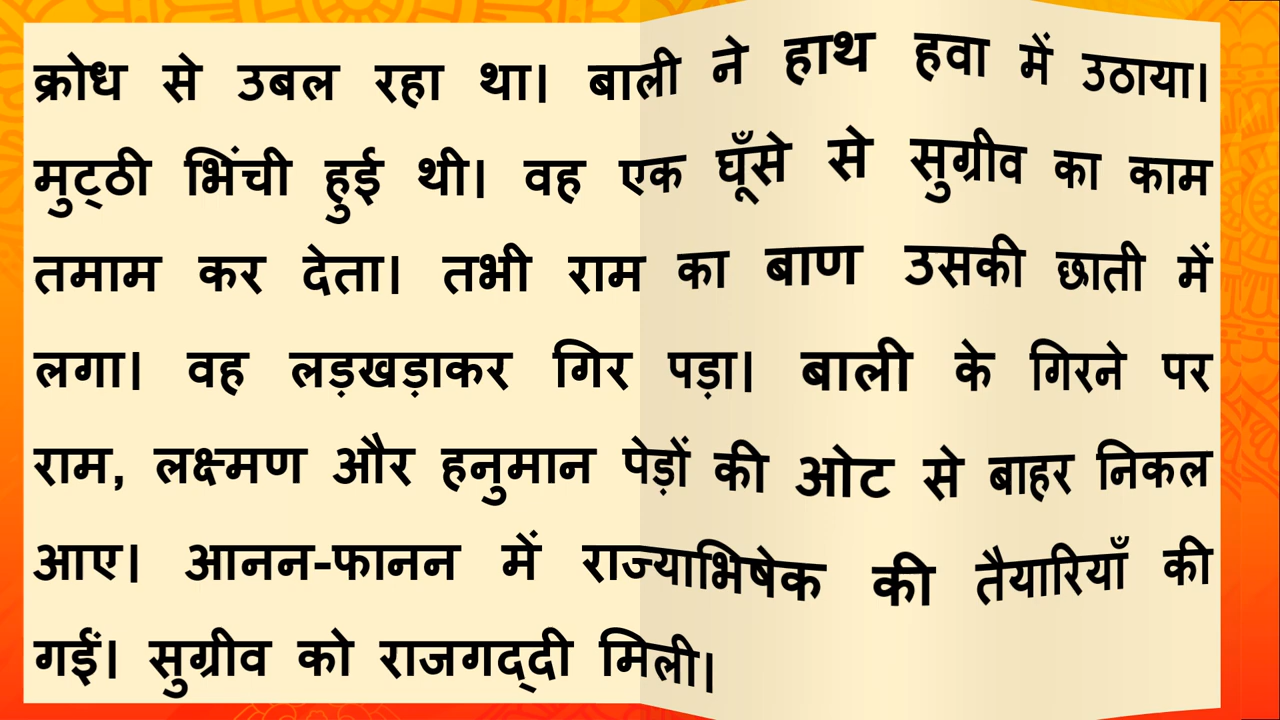 क्रोध से उबल रहा था। बाली ने हाथ हवा में उठाया।
मुट्ठी भिंची हुई थी। वह एक घूँसे से सुग्रीव का काम
तमाम कर देता। तभी राम का बाण उसकी छाती में
लगा। वह लड़खड़ाकर गिर पड़ा। बाली के गिरने पर
राम, लक्ष्मण और हनुमान पेड़ों की ओट से बाहर निकल
आए। आनन-फानन में राज्याभिषेक की तैयारियाँ की
गईं। सुग्रीव को राजगद्दी मिली।